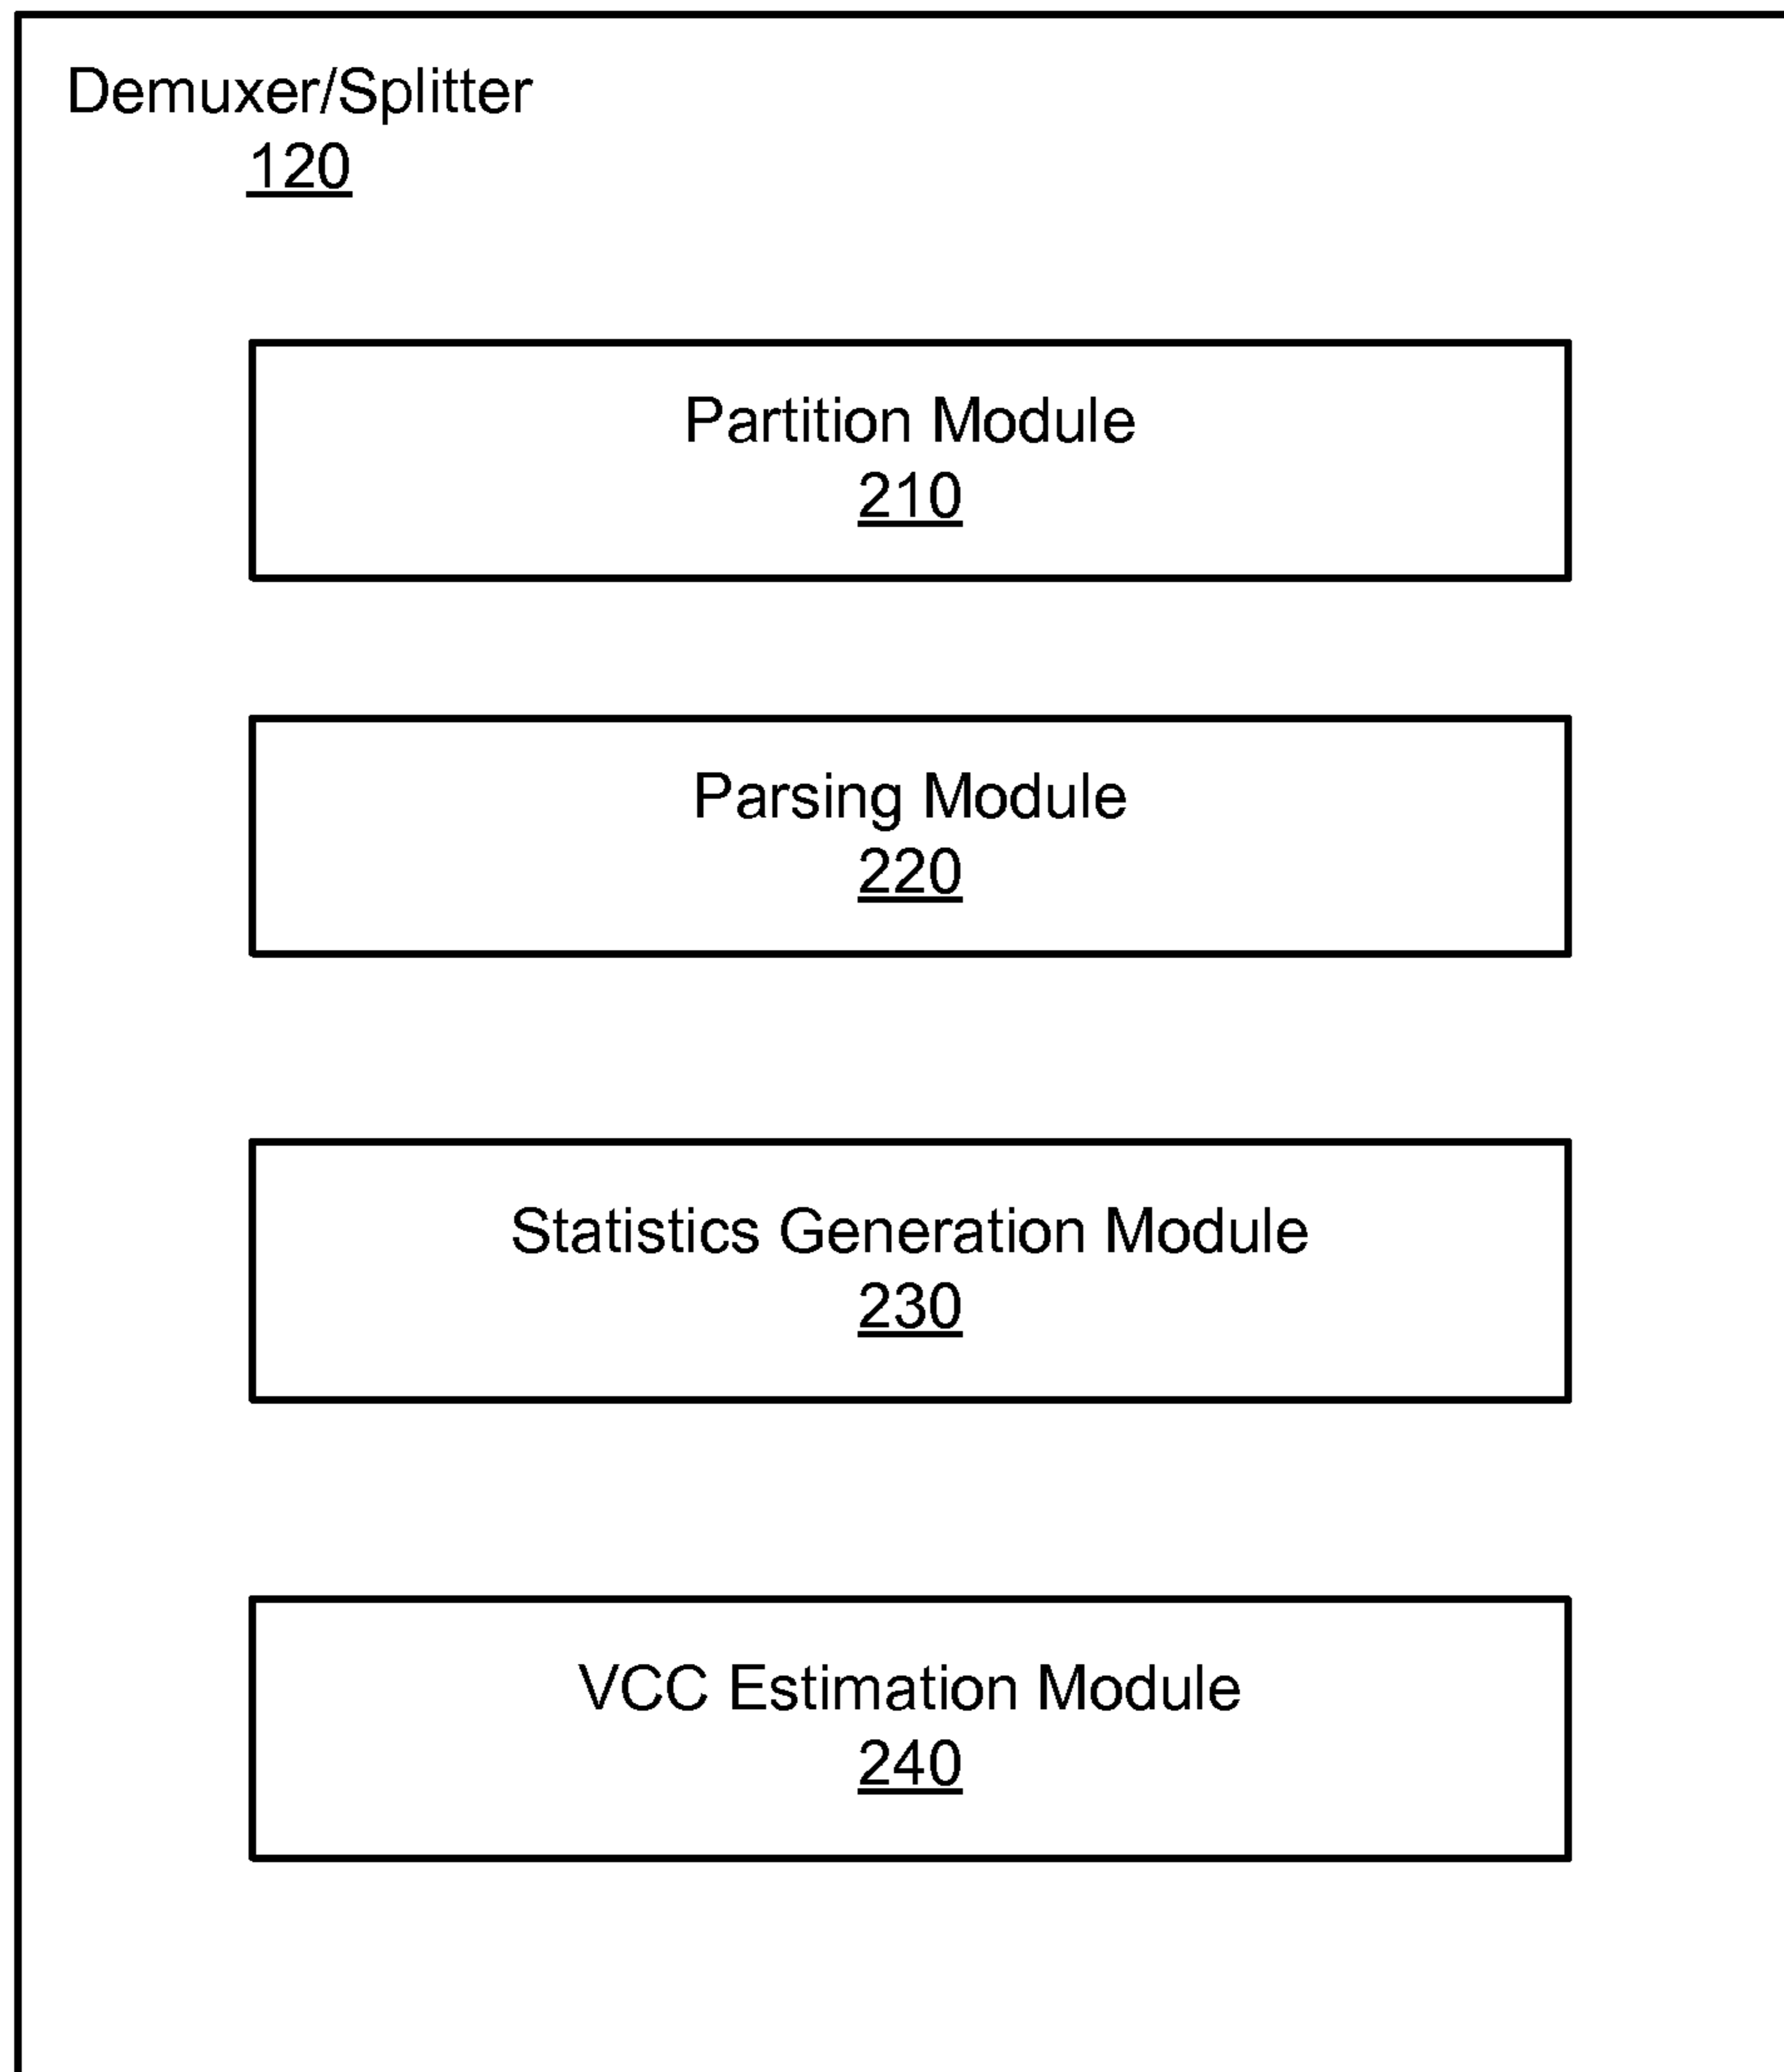 Demuxer/Splitter
120
Partition Module
210
Parsing Module
220
Statistics Generation Module
230
VCC Estimation Module
240